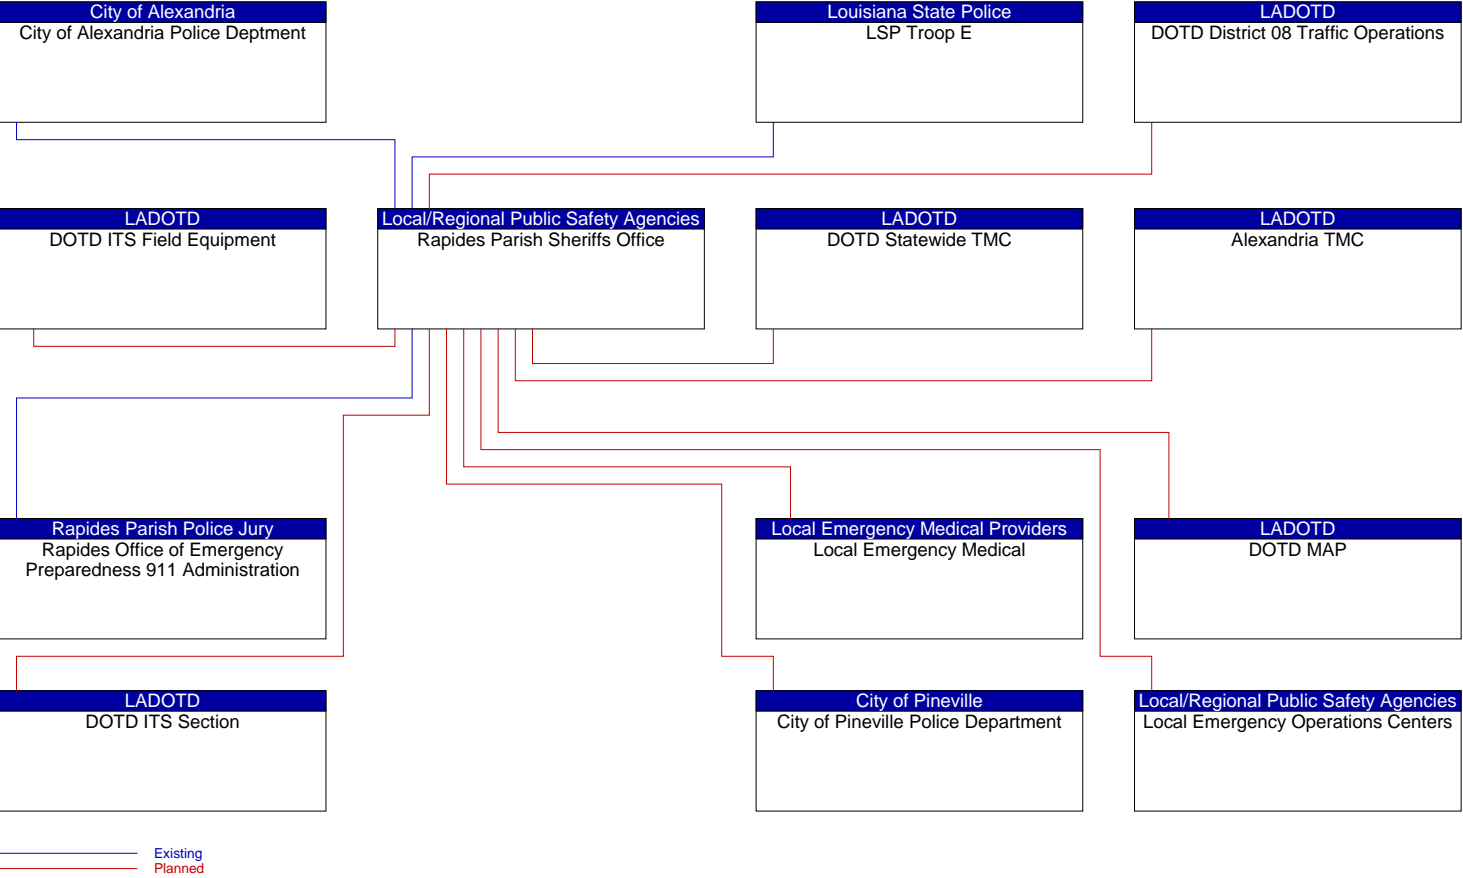 City of Alexandria
City of Alexandria Police Deptment
Louisiana State Police
LSP Troop E
LADOTD
DOTD District 08 Traffic Operations
LADOTD
DOTD ITS Field Equipment
Local/Regional Public Safety Agencies
Rapides Parish Sheriffs Office
LADOTD
DOTD Statewide TMC
LADOTD
Alexandria TMC
Rapides Parish Police Jury
Rapides Office of Emergency
Preparedness 911 Administration
Local Emergency Medical Providers
Local Emergency Medical
LADOTD
DOTD MAP
LADOTD
DOTD ITS Section
City of Pineville
City of Pineville Police Department
Local/Regional Public Safety Agencies
Local Emergency Operations Centers
Existing
Planned